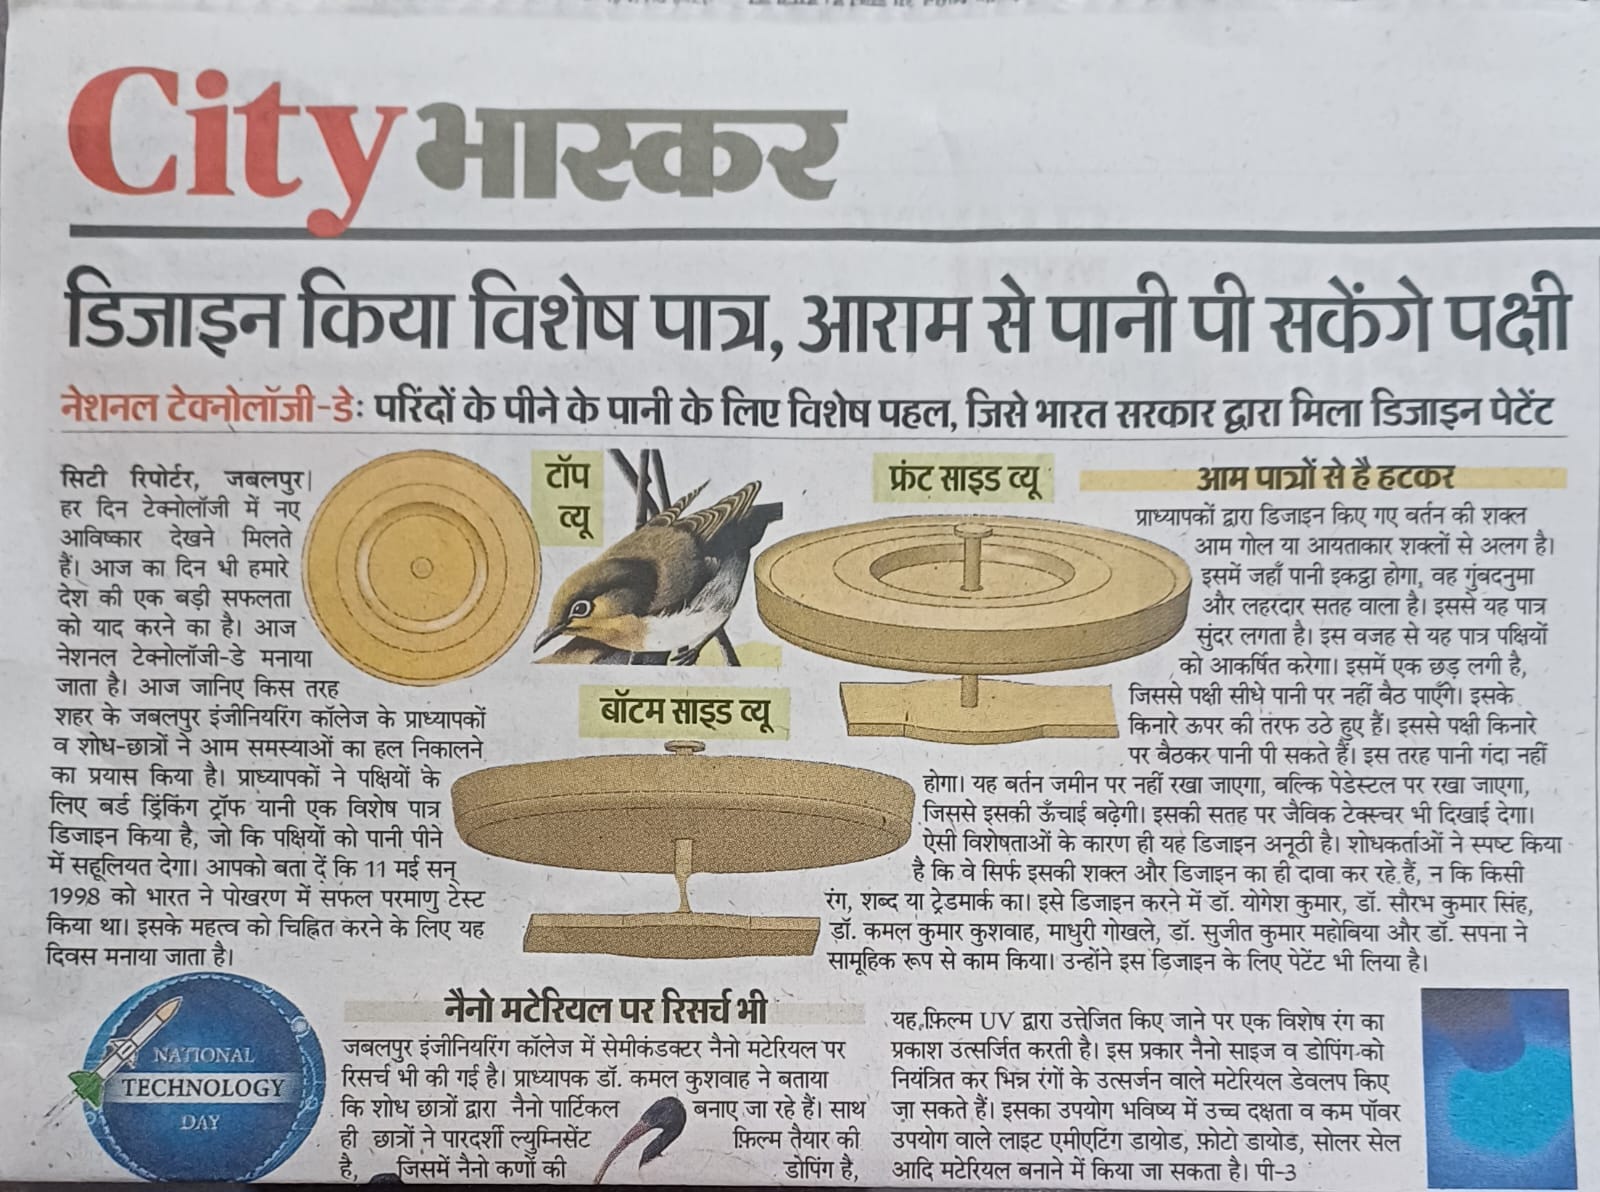 City भास्कर
डिजाइन किया विशेष पात्र, आराम से पानी पी सकेंगे पक्षी
नेशनल टेक्नोलॉजी-डे: परिंदों के पीने के पानी के लिए विशेष पहल, जिसे भारत सरकार द्वारा मिला डिजाइन पेटेंट
सिटी रिपोर्टर, जबलपुर।
हर दिन टेक्नोलॉजी में नए
आविष्कार देखने मिलते
हैं। आज का दिन भी हमारे
देश की एक बड़ी सफलता
को याद करने का है। आज
नेशनल टेक्नोलॉजी-डे मनाया
जाता है। आज जानिए किस तरह
शहर के जबलपुर इंजीनियरिंग कॉलेज के प्राध्यापकों
व शोध-छात्रों ने आम समस्याओं का हल निकालने
का प्रयास किया है। प्राध्यापकों ने पक्षियों के
लिए बर्ड ड्रिंकिंग ट्रॉफ यानी एक विशेष पात्र
डिजाइन किया है, जो कि पक्षियों को पानी पीने
में सहूलियत देगा। आपको बता दें कि 11 मई सन्
1998 को भारत ने पोखरण में सफल परमाणु टेस्ट
किया था। इसके महत्व को चिह्नित करने के लिए यह
दिवस मनाया जाता है।
टॉप
व्यू
फ्रंट साइड व्यू
बॉटम साइड व्यू
आम पात्रों से है हटकर
प्राध्यापकों द्वारा डिजाइन किए गए बर्तन की शक्ल
आम गोल या आयताकार शक्लों से अलग है।
इसमें जहाँ पानी इकट्ठा होगा, वह गुंबदनुमा
और लहरदार सतह वाला है। इससे यह पात्र
सुंदर लगता है। इस वजह से यह पात्र पक्षियों
को आकर्षित करेगा। इसमें एक छड़ लगी है,
जिससे पक्षी सीधे पानी पर नहीं बैठ पाएँगे। इसके
किनारे ऊपर की तरफ उठे हुए हैं। इससे पक्षी किनारे
पर बैठकर पानी पी सकते हैं। इस तरह पानी गंदा नहीं
होगा। यह बर्तन जमीन पर नहीं रखा जाएगा, बल्कि पेडेस्टल पर रखा जाएगा,
जिससे इसकी ऊँचाई बढ़ेगी। इसकी सतह पर जैविक टेक्स्चर भी दिखाई देगा।
ऐसी विशेषताओं के कारण ही यह डिजाइन अनूठी है। शोधकर्ताओं ने स्पष्ट किया
है कि वे सिर्फ इसकी शक्ल और डिजाइन का ही दावा कर रहे हैं, न कि किसी
रंग, शब्द या ट्रेडमार्क का। इसे डिजाइन करने में डॉ. योगेश कुमार, डॉ. सौरभ कुमार सिंह,
डॉ. कमल कुमार कुशवाह, माधुरी गोखले, डॉ. सुजीत कुमार महोबिया और डॉ. सपना ने
सामूहिक रूप से काम किया। उन्होंने इस डिजाइन के लिए पेटेंट भी लिया है।
NATIONAL
TECHNOLOGY
DAY
नैनो मटेरियल पर रिसर्च भी
जबलपुर इंजीनियरिंग कॉलेज में सेमीकंडक्टर नैनो मटेरियल पर
रिसर्च भी की गई है। प्राध्यापक डॉ. कमल कुशवाह ने बताया
कि शोध छात्रों द्वारा नैनो पार्टिकल बनाए जा रहे हैं। साथ
ही छात्रों ने पारदर्शी ल्युमिनिसेंट फ़िल्म तैयार की
है, जिसमें नैनो कणों की डोपिंग है,
यह फ़िल्म UV द्वारा उत्तेजित किए जाने पर एक विशेष रंग का
प्रकाश उत्सर्जित करती है। इस प्रकार नैनो साइज व डोपिंग को
नियंत्रित कर भिन्न रंगों के उत्सर्जन वाले मटेरियल डेवलप किए
जा सकते हैं। इसका उपयोग भविष्य में उच्च दक्षता व कम पॉवर
उपयोग वाले लाइट एमीएटिंग डायोड, फ़ोटो डायोड, सोलर सेल
आदि मटेरियल बनाने में किया जा सकता है। पी-3